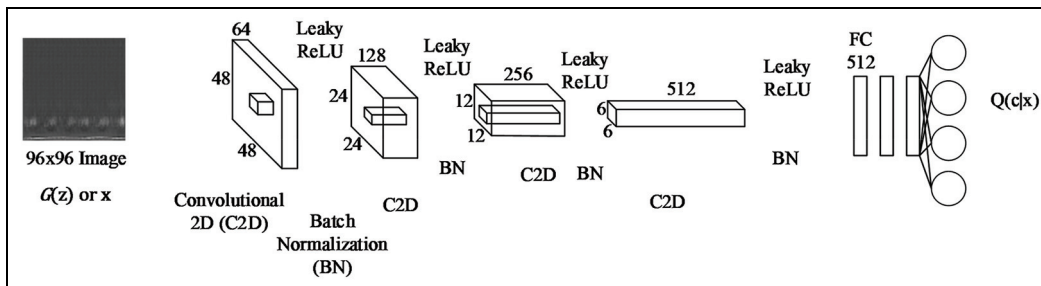 96x96 Image
G(z) or x
64
48
48
Convolutional
2D (C2D)
Leaky
ReLU
Batch
Normalization
(BN)
128
24
24
C2D
Leaky
ReLU
BN
256
12
12
C2D
Leaky
ReLU
BN
512
6
6
C2D
Leaky
ReLU
BN
FC
512
Q(c|x)